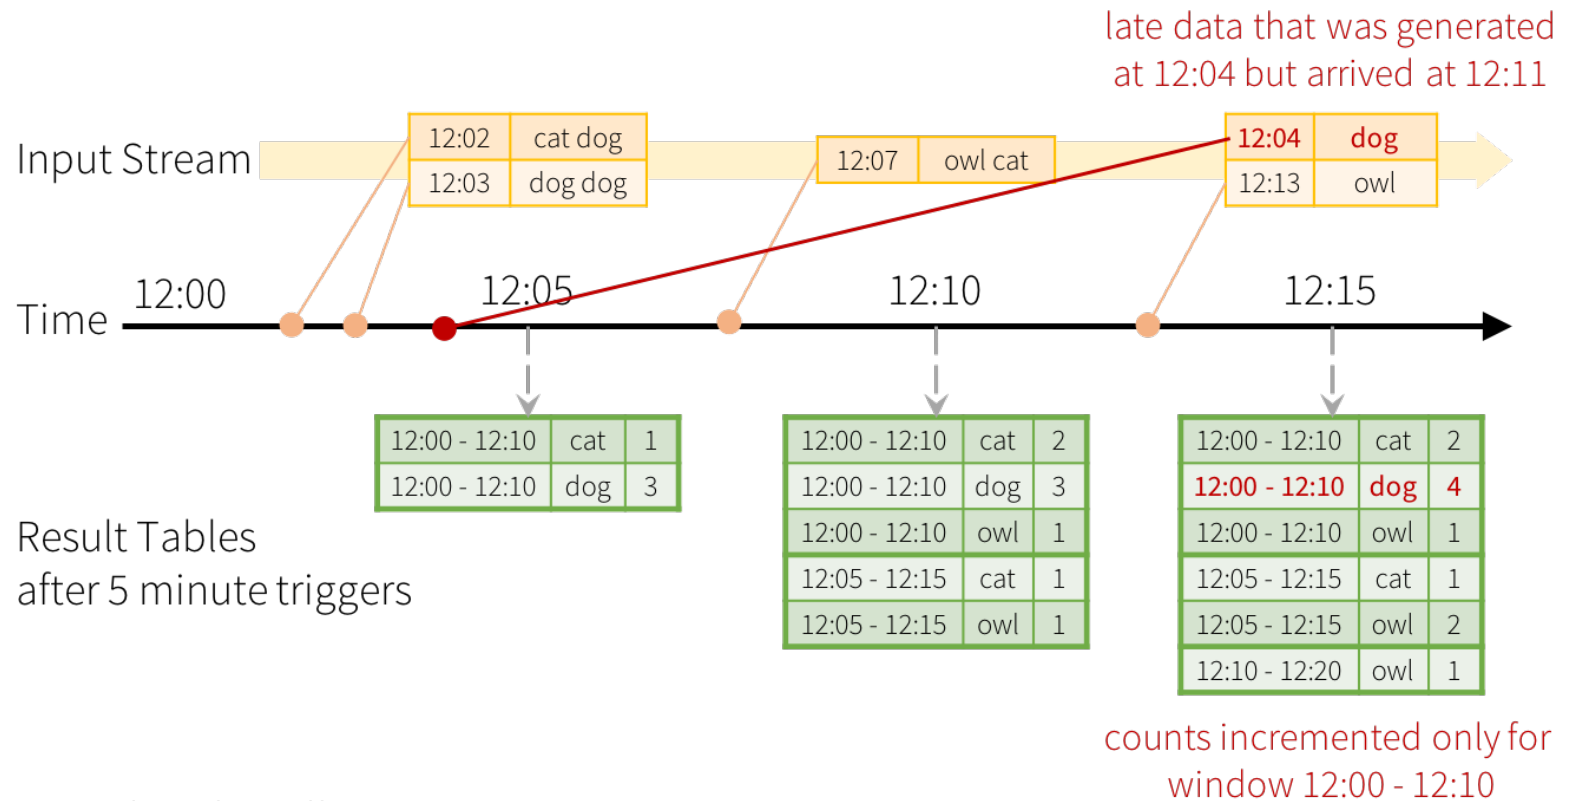 late data that was generated
at 12:04 but arrived at 12:11
Input Stream
12:02 cat dog
12:03 dog dog
12:07 owl cat
12:04 dog
12:13 owl
Time
12:00
12:05
12:10
12:15
Result Tables
after 5 minute triggers
12:00 - 12:10 cat 1
12:00 - 12:10 dog 3
12:00 - 12:10 cat 2
12:00 - 12:10 dog 3
12:00 - 12:10 owl 1
12:05 - 12:15 cat 1
12:05 - 12:15 owl 1
12:00 - 12:10 cat 2
12:00 - 12:10 dog 4
12:00 - 12:10 owl 1
12:05 - 12:15 cat 1
12:05 - 12:15 owl 2
12:10 - 12:20 owl 1
counts incremented only for
window 12:00 - 12:10